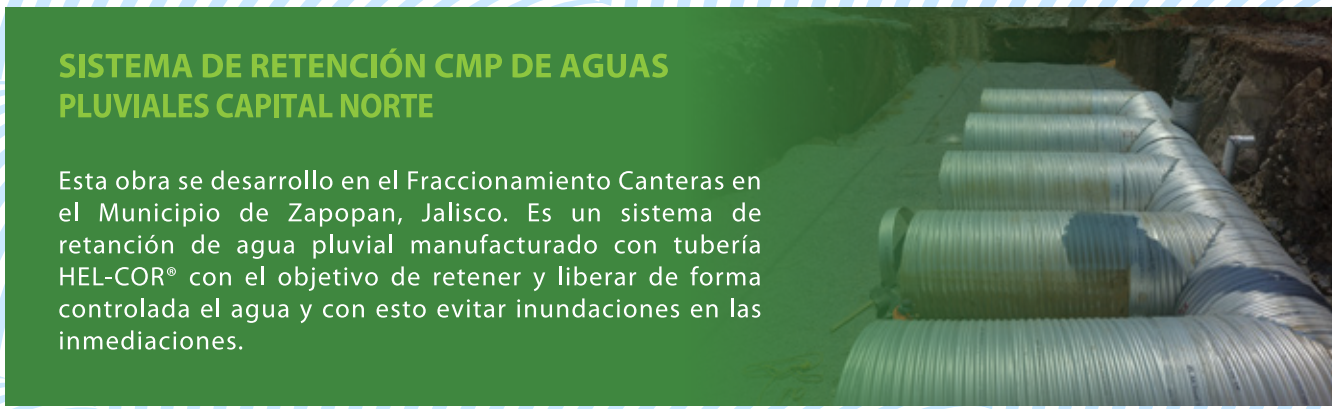 SISTEMA DE RETENCIÓN CMP DE AGUAS
PLUVIALES CAPITAL NORTE
Esta obra se desarrollo en el Fraccionamiento Canteras en
el Municipio de Zapopan, Jalisco. Es un sistema de
retanción de agua pluvial manufacturado con tubería
HEL-COR® con el objetivo de retener y liberar de forma
controlada el agua y con esto evitar inundaciones en las
inmediaciones.